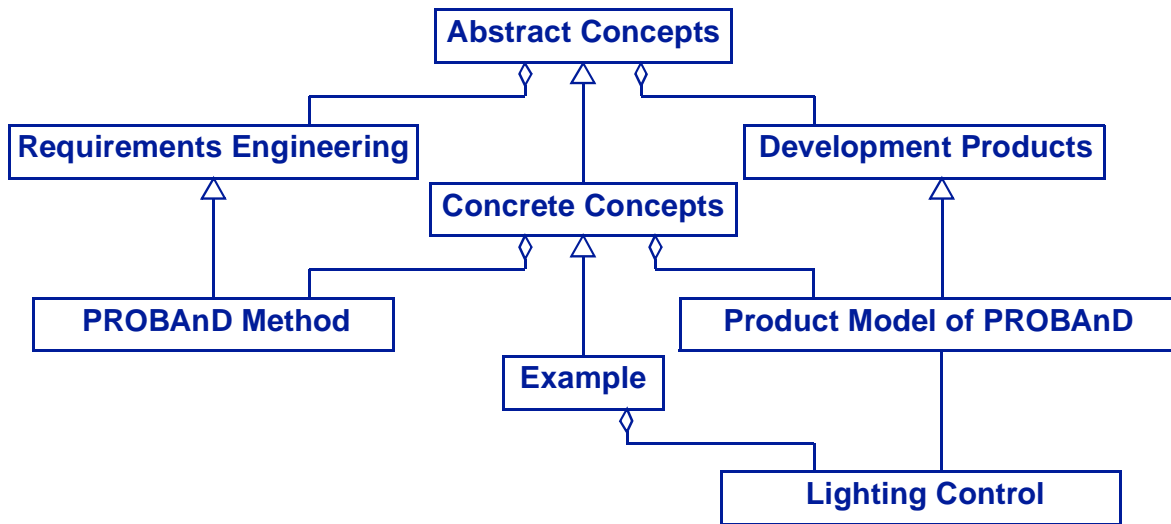 Abstract Concepts
Requirements Engineering
Development Products
Concrete Concepts
PROBAnD Method
Product Model of PROBAnD
Example
Lighting Control